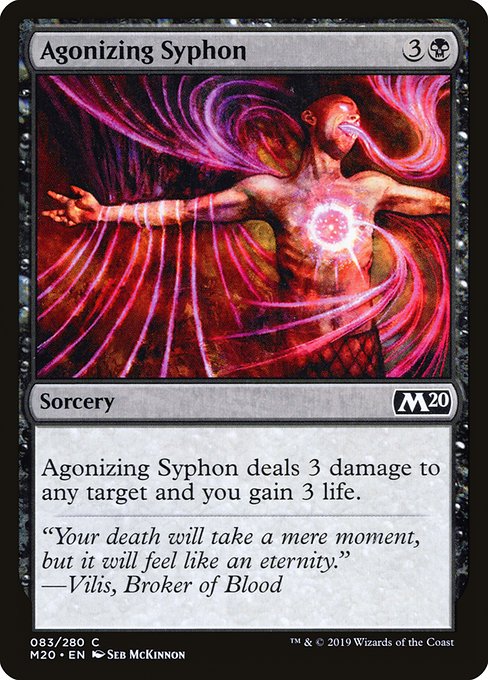 Agonizing Syphon 3
Sorcery M20
Agonizing Syphon deals 3 damage to
any target and you gain 3 life.
“Your death will take a mere moment,
but it will feel like an eternity.”
—Vilis, Broker of Blood
083/280 C
™ & © 2019 Wizards of the Coast
M20 • EN Seb McKinnon